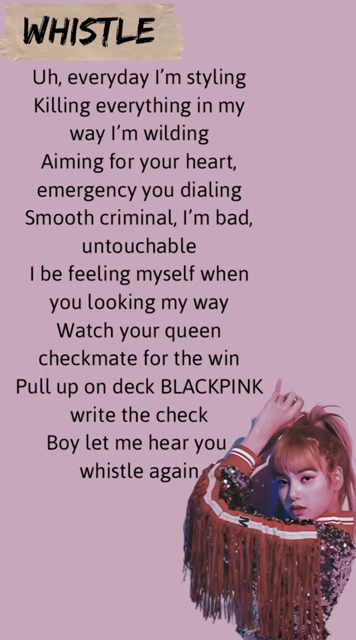 WHISTLE
Uh, everyday I'm styling
Killing everything in my
way I'm wilding
Aiming for your heart,
emergency you dialing
Smooth criminal, I'm bad,
untouchable
I be feeling myself when
you looking my way
Watch your queen
checkmate for the win
Pull up on deck BLACKPINK
write the check
Boy let me hear you
whistle again